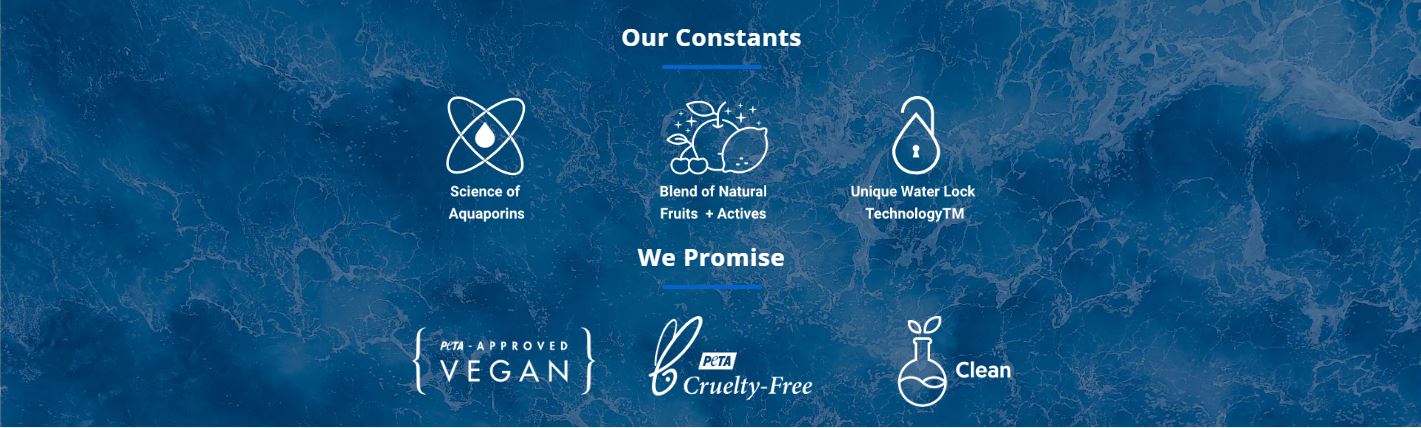 Our Constants
Science of
Aquaporins
Blend of Natural
Fruits + Actives
Unique Water Lock
TechnologyTM
We Promise
PeTA - APPROVED
VEGAN
PeTA
Cruelty-Free
Clean